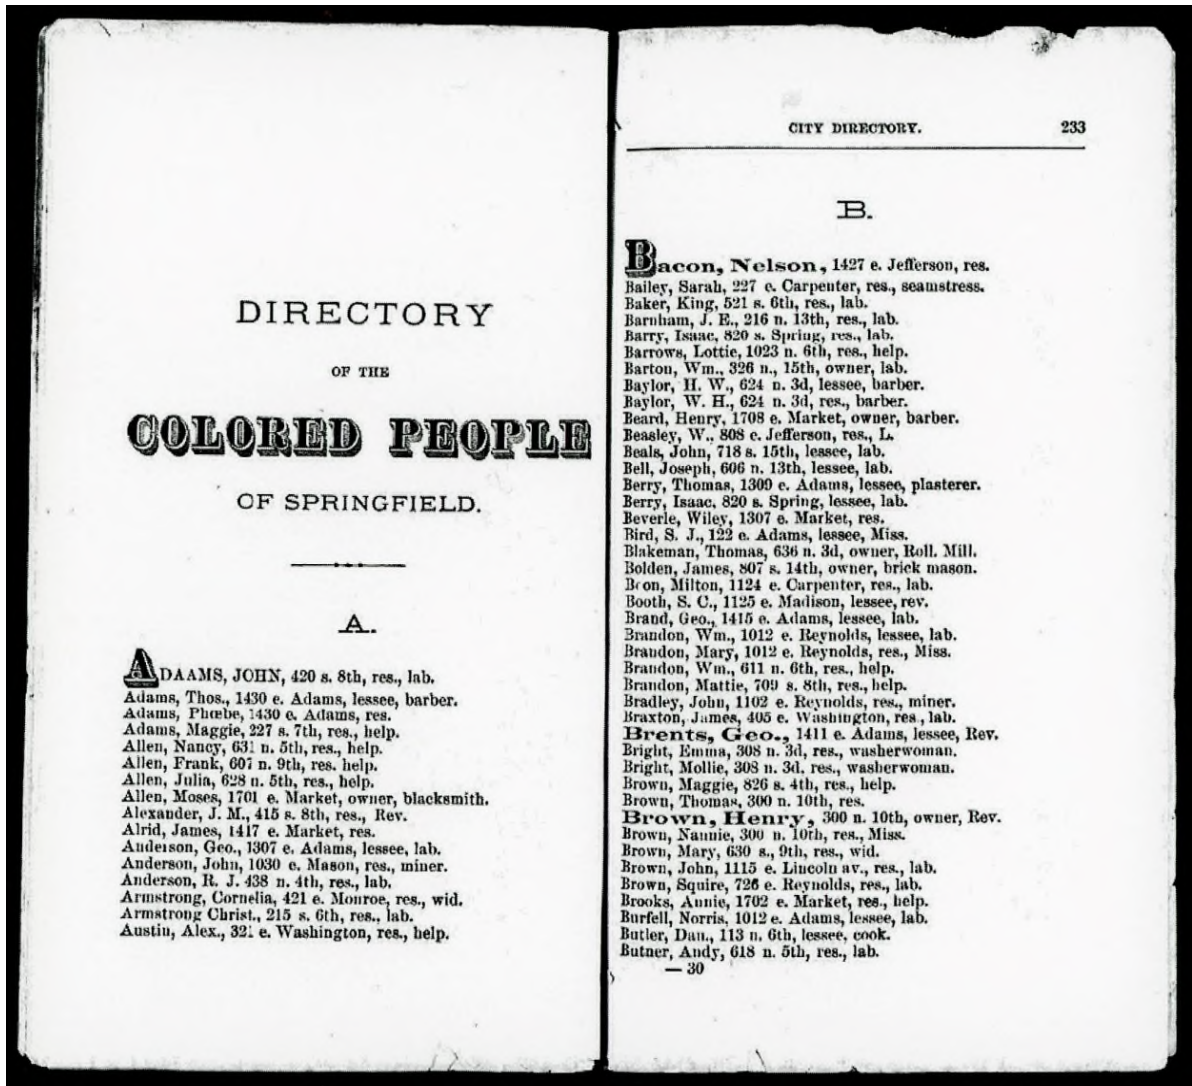 DIRECTORY
OF THE
COLORED PEOPLE
OF SPRINGFIELD.
A.
ADAAMS, JOHN, 420 s. 8th, res., lab.
Adams, Thos., 1430 e. Adams, lessee, barber.
Adams, Phœbe, 1430 e. Adams, res.
Adams, Maggie, 227 s. 7th, res., help.
Allen, Nancy, 631 n. 5th, res., help.
Allen, Frank, 607 n. 9th, res. help.
Allen, Julia, 628 n. 5th, res., help.
Allen, Moses, 1701 e. Market, owner, blacksmith.
Alexander, J. M., 415 s. 8th, res., Rev.
Alrid, James, 1417 e. Market, res.
Anderson, Geo., 1307 e. Adams, lessee, lab.
Anderson, John, 1030 e. Mason, res., miner.
Anderson, R. J. 438 n. 4th, res., lab.
Armstrong, Cornelia, 421 e. Monroe, res., wid.
Armstrong Christ., 215 s. 6th, res., lab.
Austin, Alex., 321 e. Washington, res., help.
CITY DIRECTORY. 233
B.
Bacon, Nelson, 1427 e. Jefferson, res.
Bailey, Sarah, 227 e. Carpenter, res., seamstress.
Baker, King, 521 s. 6th, res., lab.
Barnham, J. E., 216 n. 13th, res., lab.
Barry, Isaac, 820 s. Spring, res., lab.
Barrows, Lottie, 1023 n. 6th, res., help.
Barton, Wm., 326 n., 15th, owner, lab.
Baylor, H. W., 624 n. 3d, lessee, barber.
Baylor, W. H., 624 n. 3d, res., barber.
Beard, Henry, 1708 e. Market, owner, barber.
Beasley, W., 808 e. Jefferson, res., L.
Beals, John, 718 s. 15th, lessee, lab.
Bell, Joseph, 606 n. 13th, lessee, lab.
Berry, Thomas, 1309 e. Adams, lessee, plasterer.
Berry, Isaac, 820 s. Spring, lessee, lab.
Beverle, Wiley, 1307 e. Market, res.
Bird, S. J., 122 e. Adams, lessee, Miss.
Blakeman, Thomas, 636 n. 3d, owner, Roll. Mill.
Bolden, James, 807 s. 14th, owner, brick mason.
Bron, Milton, 1124 e. Carpenter, res., lab.
Booth, S. C., 1125 e. Madison, lessee, rev.
Brand, Geo., 1415 e. Adams, lessee, lab.
Brandon, Wm., 1012 e. Reynolds, lessee, lab.
Brandon, Mary, 1012 e. Reynolds, res., Miss.
Brandon, Wm., 611 n. 6th, res., help.
Brandon, Mattie, 709 s. 8th, res., help.
Bradley, John, 1102 e. Reynolds, res., miner.
Braxton, James, 405 e. Washington, res., lab.
Brents, Geo., 1411 e. Adams, lessee, Rev.
Bright, Emma, 308 n. 3d, res., washerwoman.
Bright, Mollie, 308 n. 3d, res., washerwoman.
Brown, Maggie, 826 s. 4th, res., help.
Brown, Thomas, 300 n. 10th, res.
Brown, Henry, 300 n. 10th, owner, Rev.
Brown, Nannie, 300 n. 10th, res., Miss.
Brown, Mary, 630 s., 9th, res., wid.
Brown, John, 1115 e. Lincoln av., res., lab.
Brown, Squire, 726 e. Reynolds, res., lab.
Brooks, Annie, 1702 e. Market, res., help.
Burfell, Norris, 1012 e. Adams, lessee, lab.
Butler, Dan., 113 n. 6th, lessee, cook.
Butner, Andy, 618 n. 5th, res., lab.
— 30